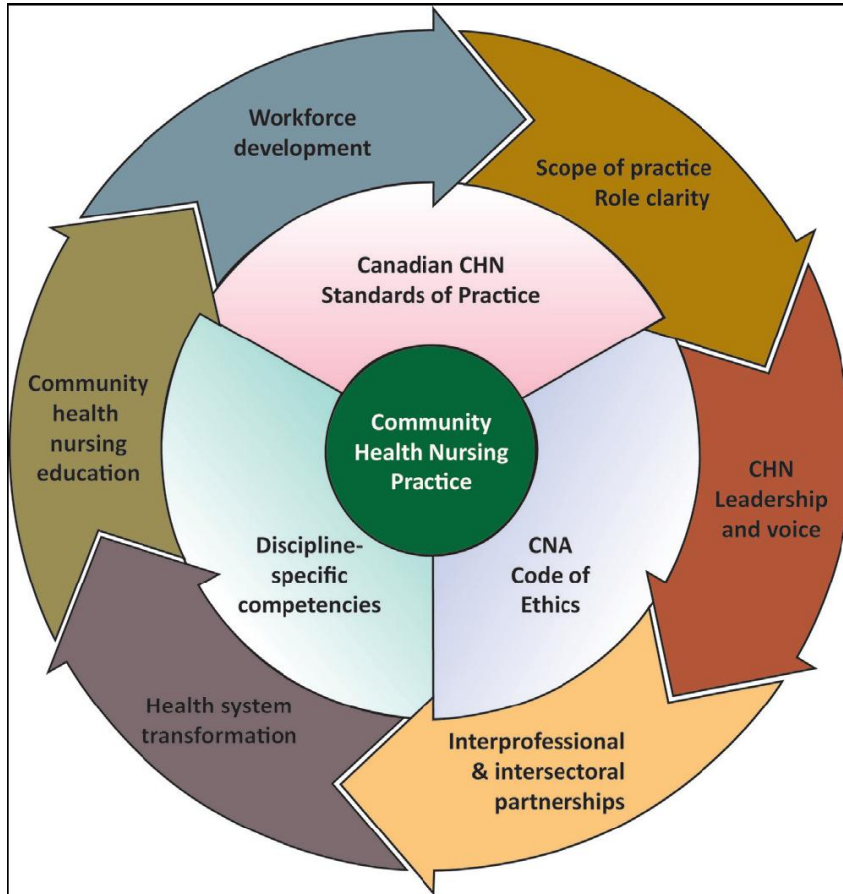 Workforce
development
Scope of practice
Role clarity
Canadian CHN
Standards of Practice
Community
health
nursing
education
Community
Health Nursing
Practice
CHN
Leadership
and voice
Discipline-
specific
competencies
CNA
Code of
Ethics
Health system
transformation
Interprofessional
& intersectoral
partnerships